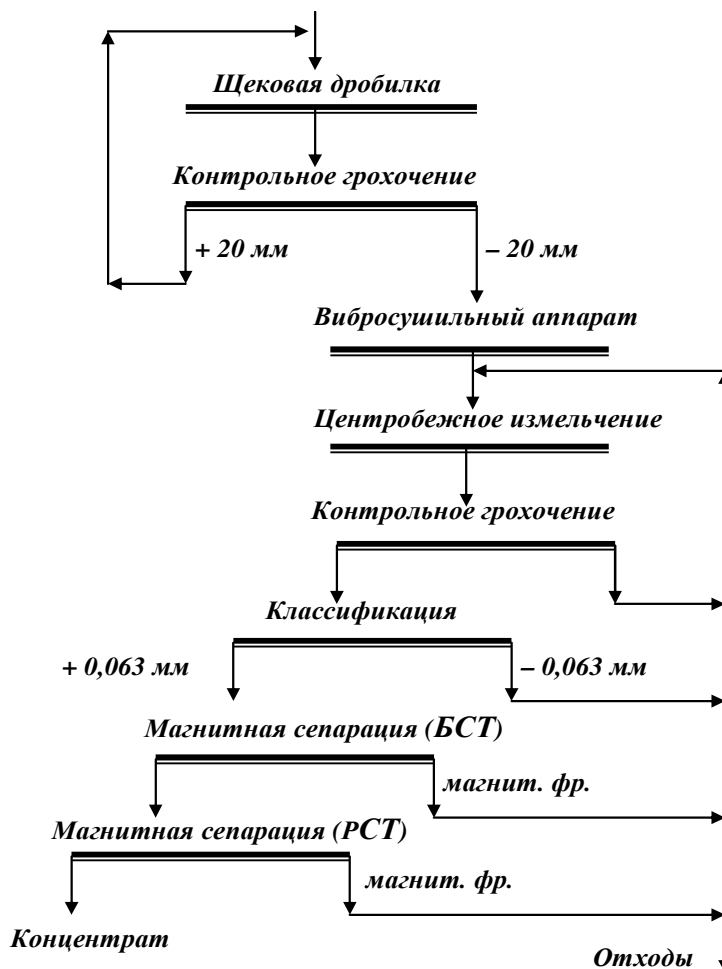 Щековая дробилка
Контрольное грохочение
+ 20 мм
– 20 мм
Вибросушильный аппарат
Центробежное измельчение
Контрольное грохочение
Классификация
+ 0,063 мм
– 0,063 мм
Магнитная сепарация (БСТ)
магнит. фр.
Магнитная сепарация (РСТ)
магнит. фр.
Концентрат
Отходы